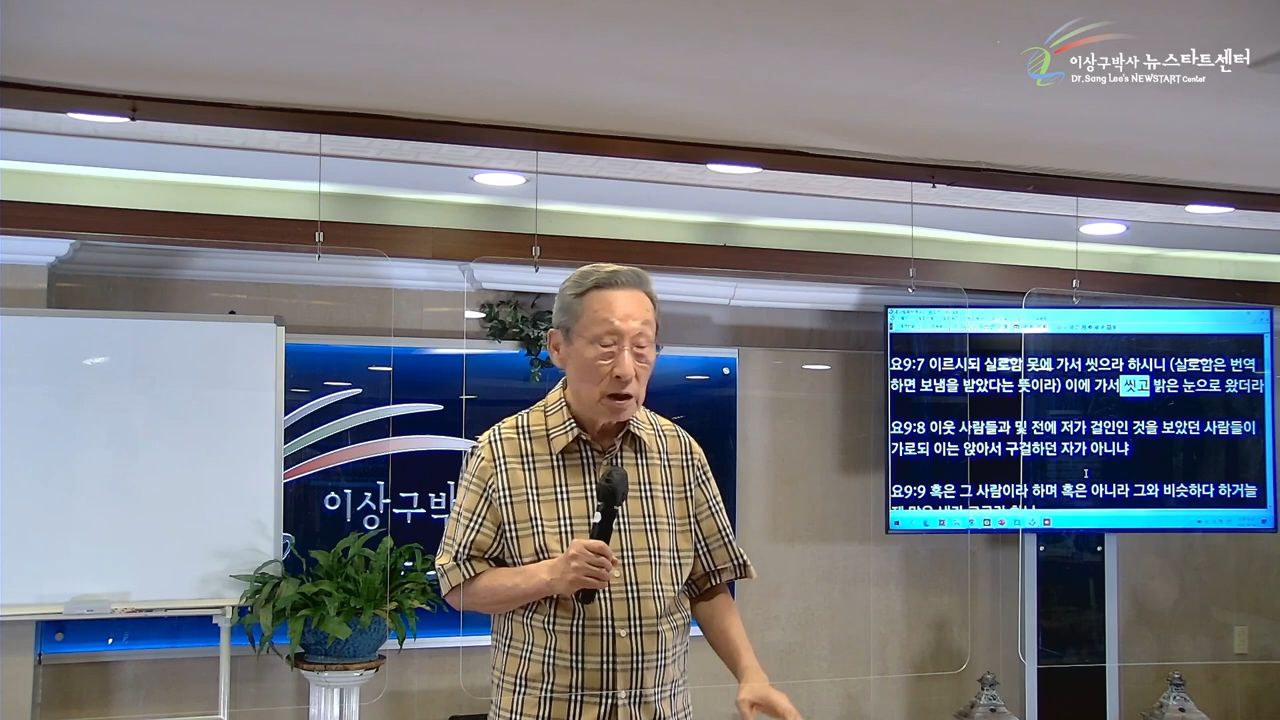 이상구박사 뉴스타트센터
Dr. Sang Lee's NEWSTART Center
요9:7 이르시되 실로암 못에 가서 씻으라 하시니 (실로암은 번역
하면 보냄을 받았다는 뜻이라) 이에 가서 씻고 밝은 눈으로 왔더라
요9:8 이웃 사람들과 및 전에 저가 걸인인 것을 보았던 사람들이
가로되 이는 앉아서 구걸하던 자가 아니냐
요9:9 혹은 그 사람이라 하며 혹은 아니라 그와 비슷하다 하거늘
이상구박